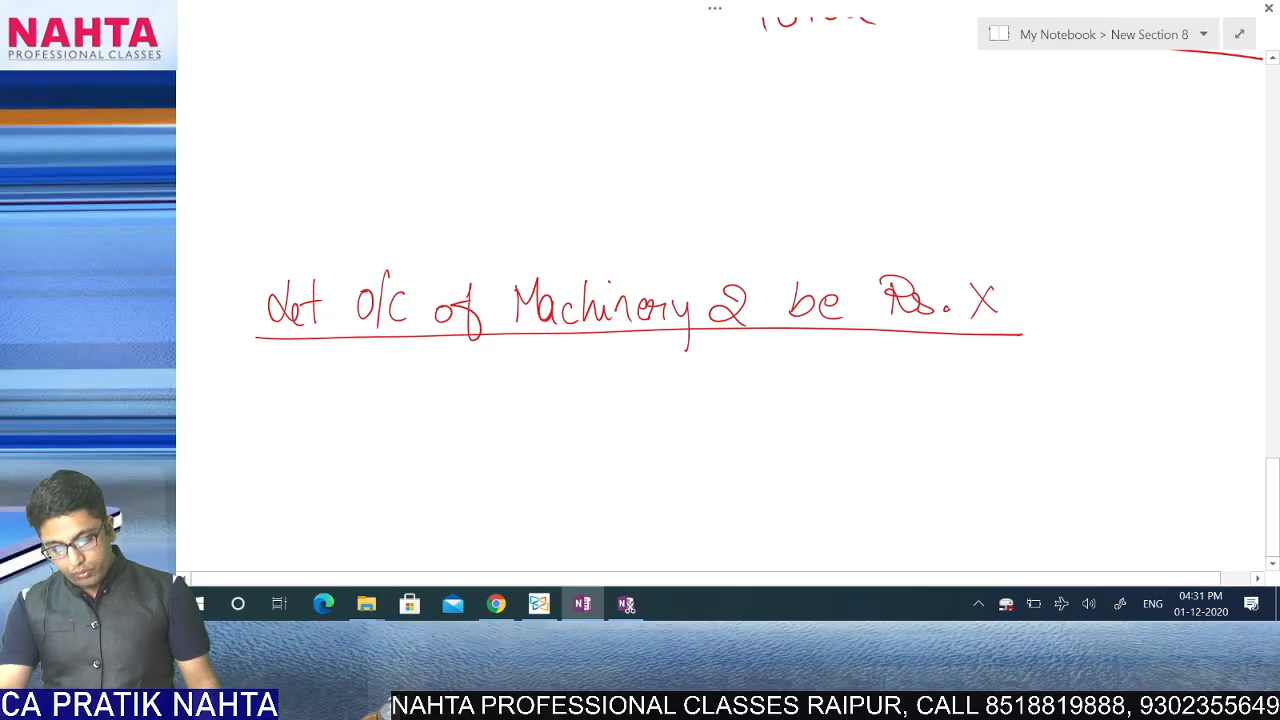 NAHTA
PROFESSIONAL CLASSES
My Notebook > New Section 8
Let O/C of Machinery 2 be Rs. X
ENG
04:31 PM
01-12-2020
CA PRATIK NAHTA
NAHTA PROFESSIONAL CLASSES RAIPUR, CALL 8518819888, 9302355649